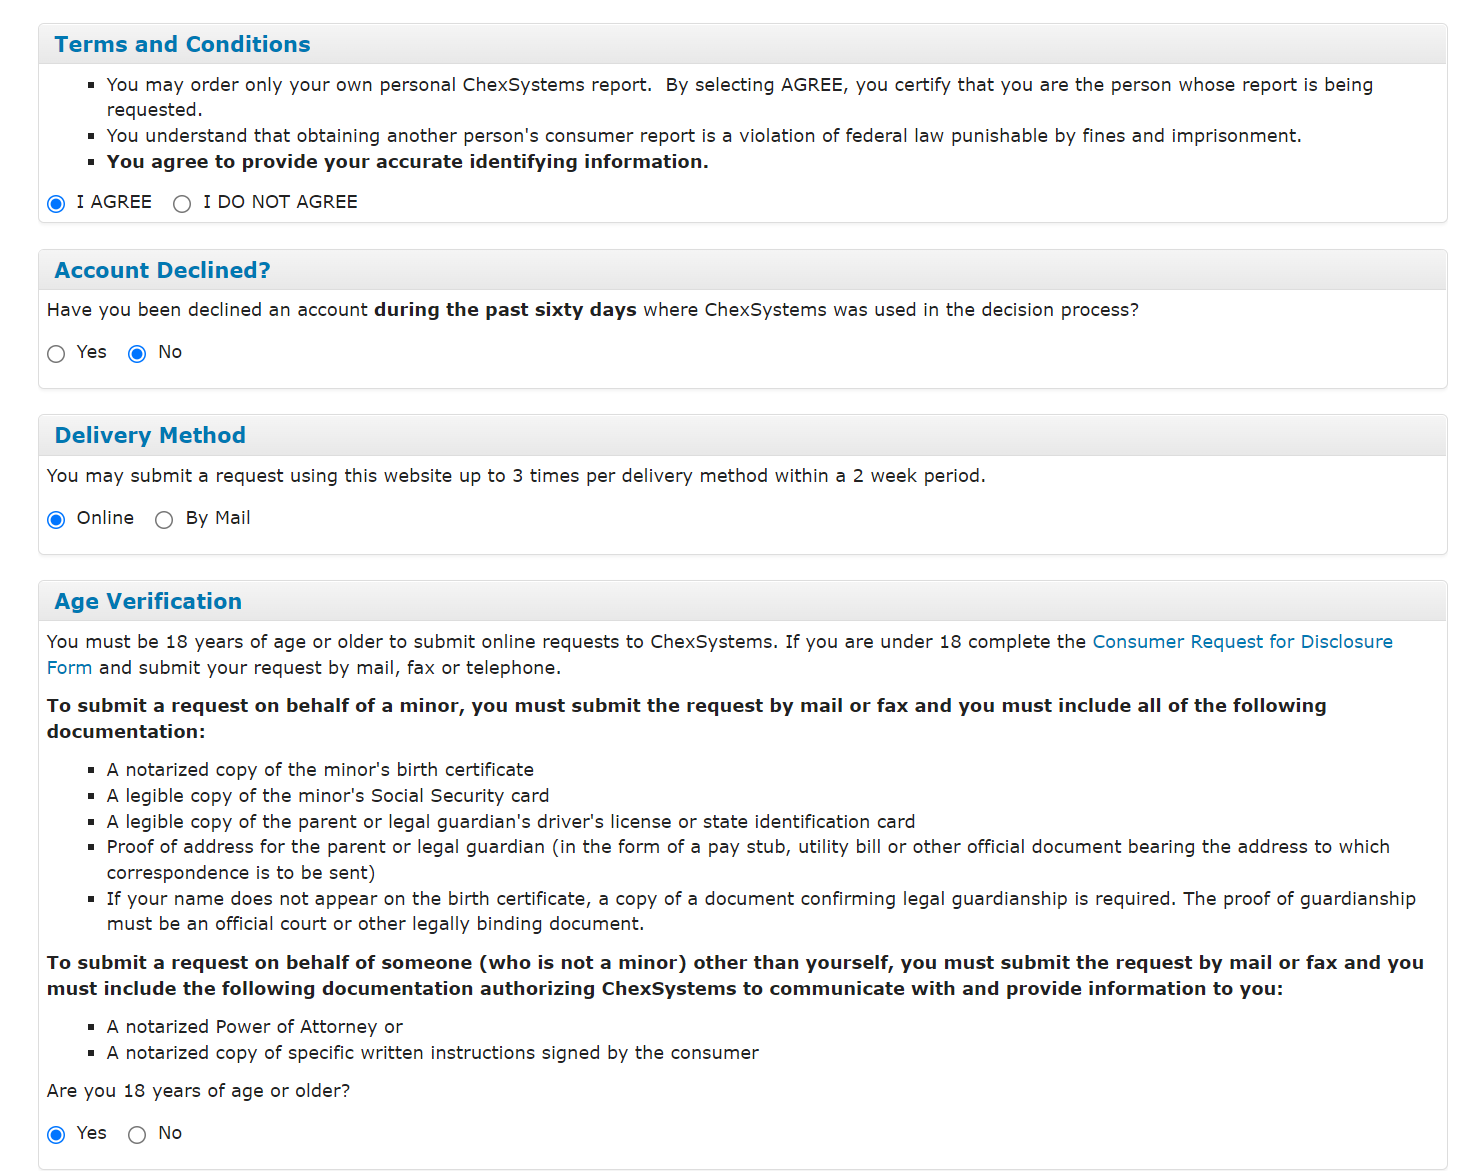 Terms and Conditions
▪ You may order only your own personal ChexSystems report.  By selecting AGREE, you certify that you are the person whose report is being
requested.
▪ You understand that obtaining another person's consumer report is a violation of federal law punishable by fines and imprisonment.
▪ You agree to provide your accurate identifying information.
I AGREE I DO NOT AGREE
Account Declined?
Have you been declined an account during the past sixty days where ChexSystems was used in the decision process?
Yes No
Delivery Method
You may submit a request using this website up to 3 times per delivery method within a 2 week period.
Online By Mail
Age Verification
You must be 18 years of age or older to submit online requests to ChexSystems. If you are under 18 complete the Consumer Request for Disclosure
Form and submit your request by mail, fax or telephone.
To submit a request on behalf of a minor, you must submit the request by mail or fax and you must include all of the following
documentation:
▪ A notarized copy of the minor's birth certificate
▪ A legible copy of the minor's Social Security card
▪ A legible copy of the parent or legal guardian's driver's license or state identification card
▪ Proof of address for the parent or legal guardian (in the form of a pay stub, utility bill or other official document bearing the address to which
correspondence is to be sent)
▪ If your name does not appear on the birth certificate, a copy of a document confirming legal guardianship is required. The proof of guardianship
must be an official court or other legally binding document.
To submit a request on behalf of someone (who is not a minor) other than yourself, you must submit the request by mail or fax and you
must include the following documentation authorizing ChexSystems to communicate with and provide information to you:
▪ A notarized Power of Attorney or
▪ A notarized copy of specific written instructions signed by the consumer
Are you 18 years of age or older?
Yes No